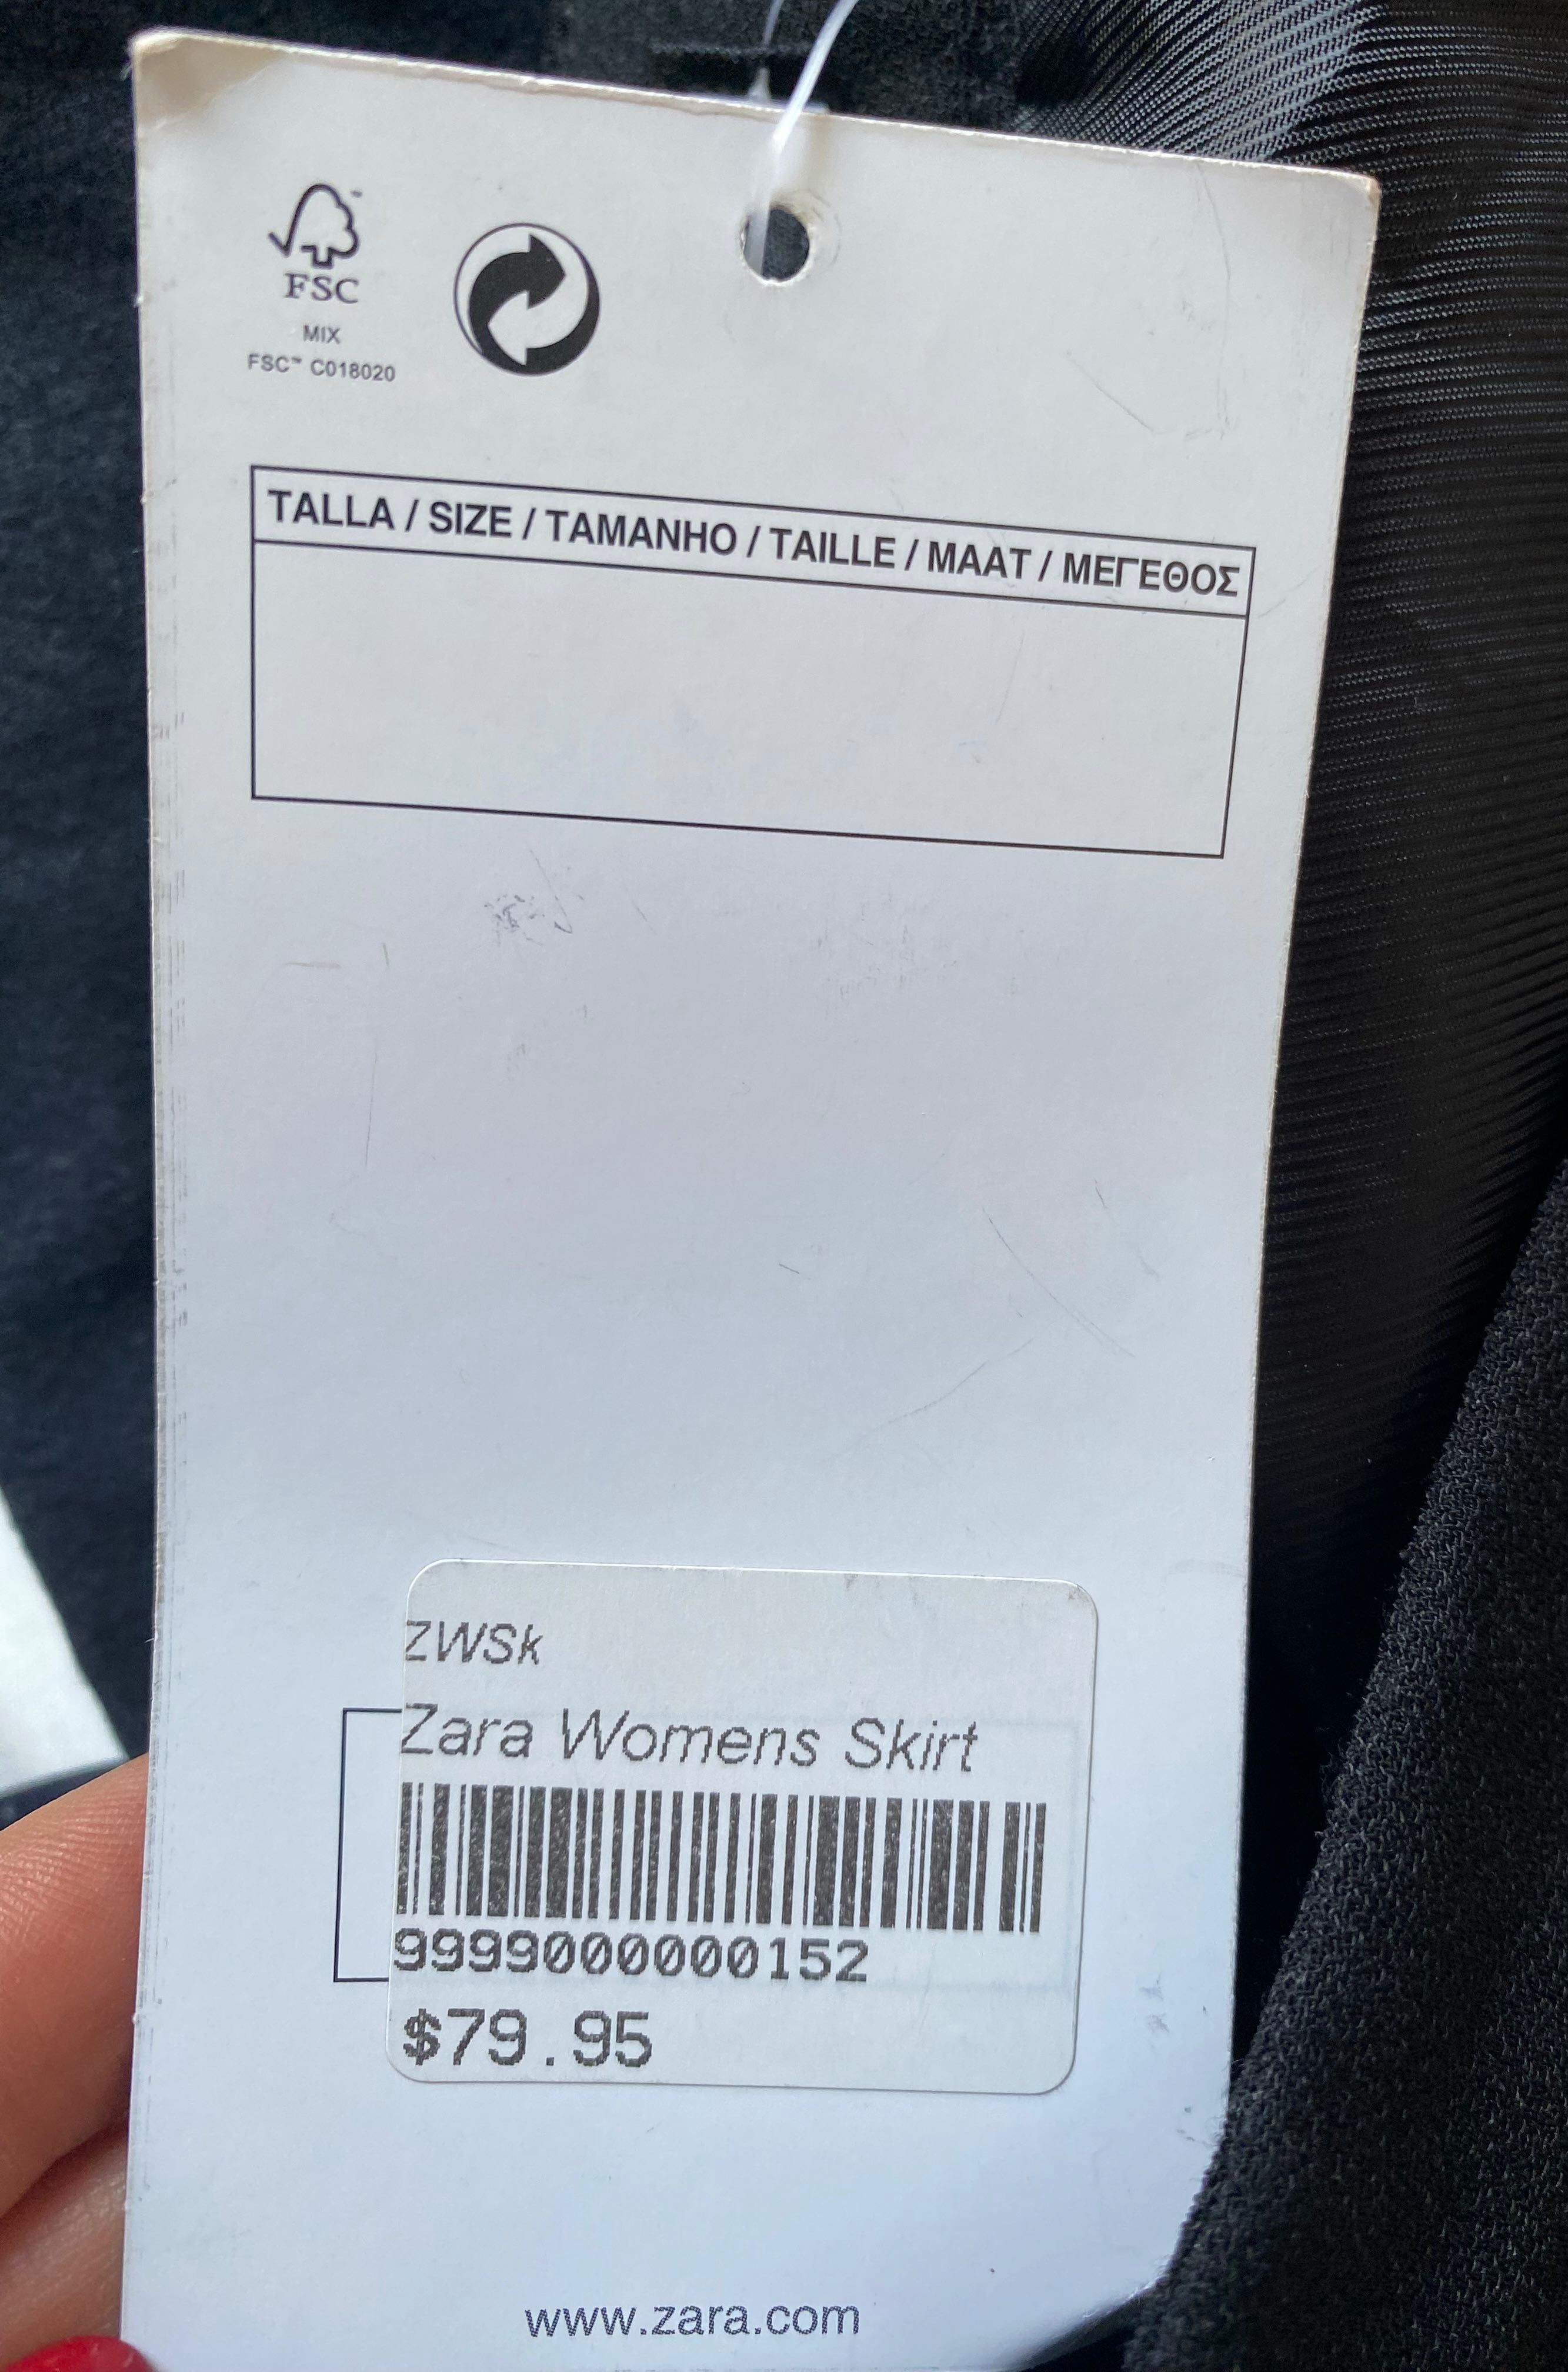 FSC
MIX
FSC™ C018020
TALLA / SIZE / TAMANHO / TAILLE / MAAT / ΜΕΓΕΘΟΣ
ZWSk
Zara Womens Skirt
9999000000152
$79.95
www.zara.com